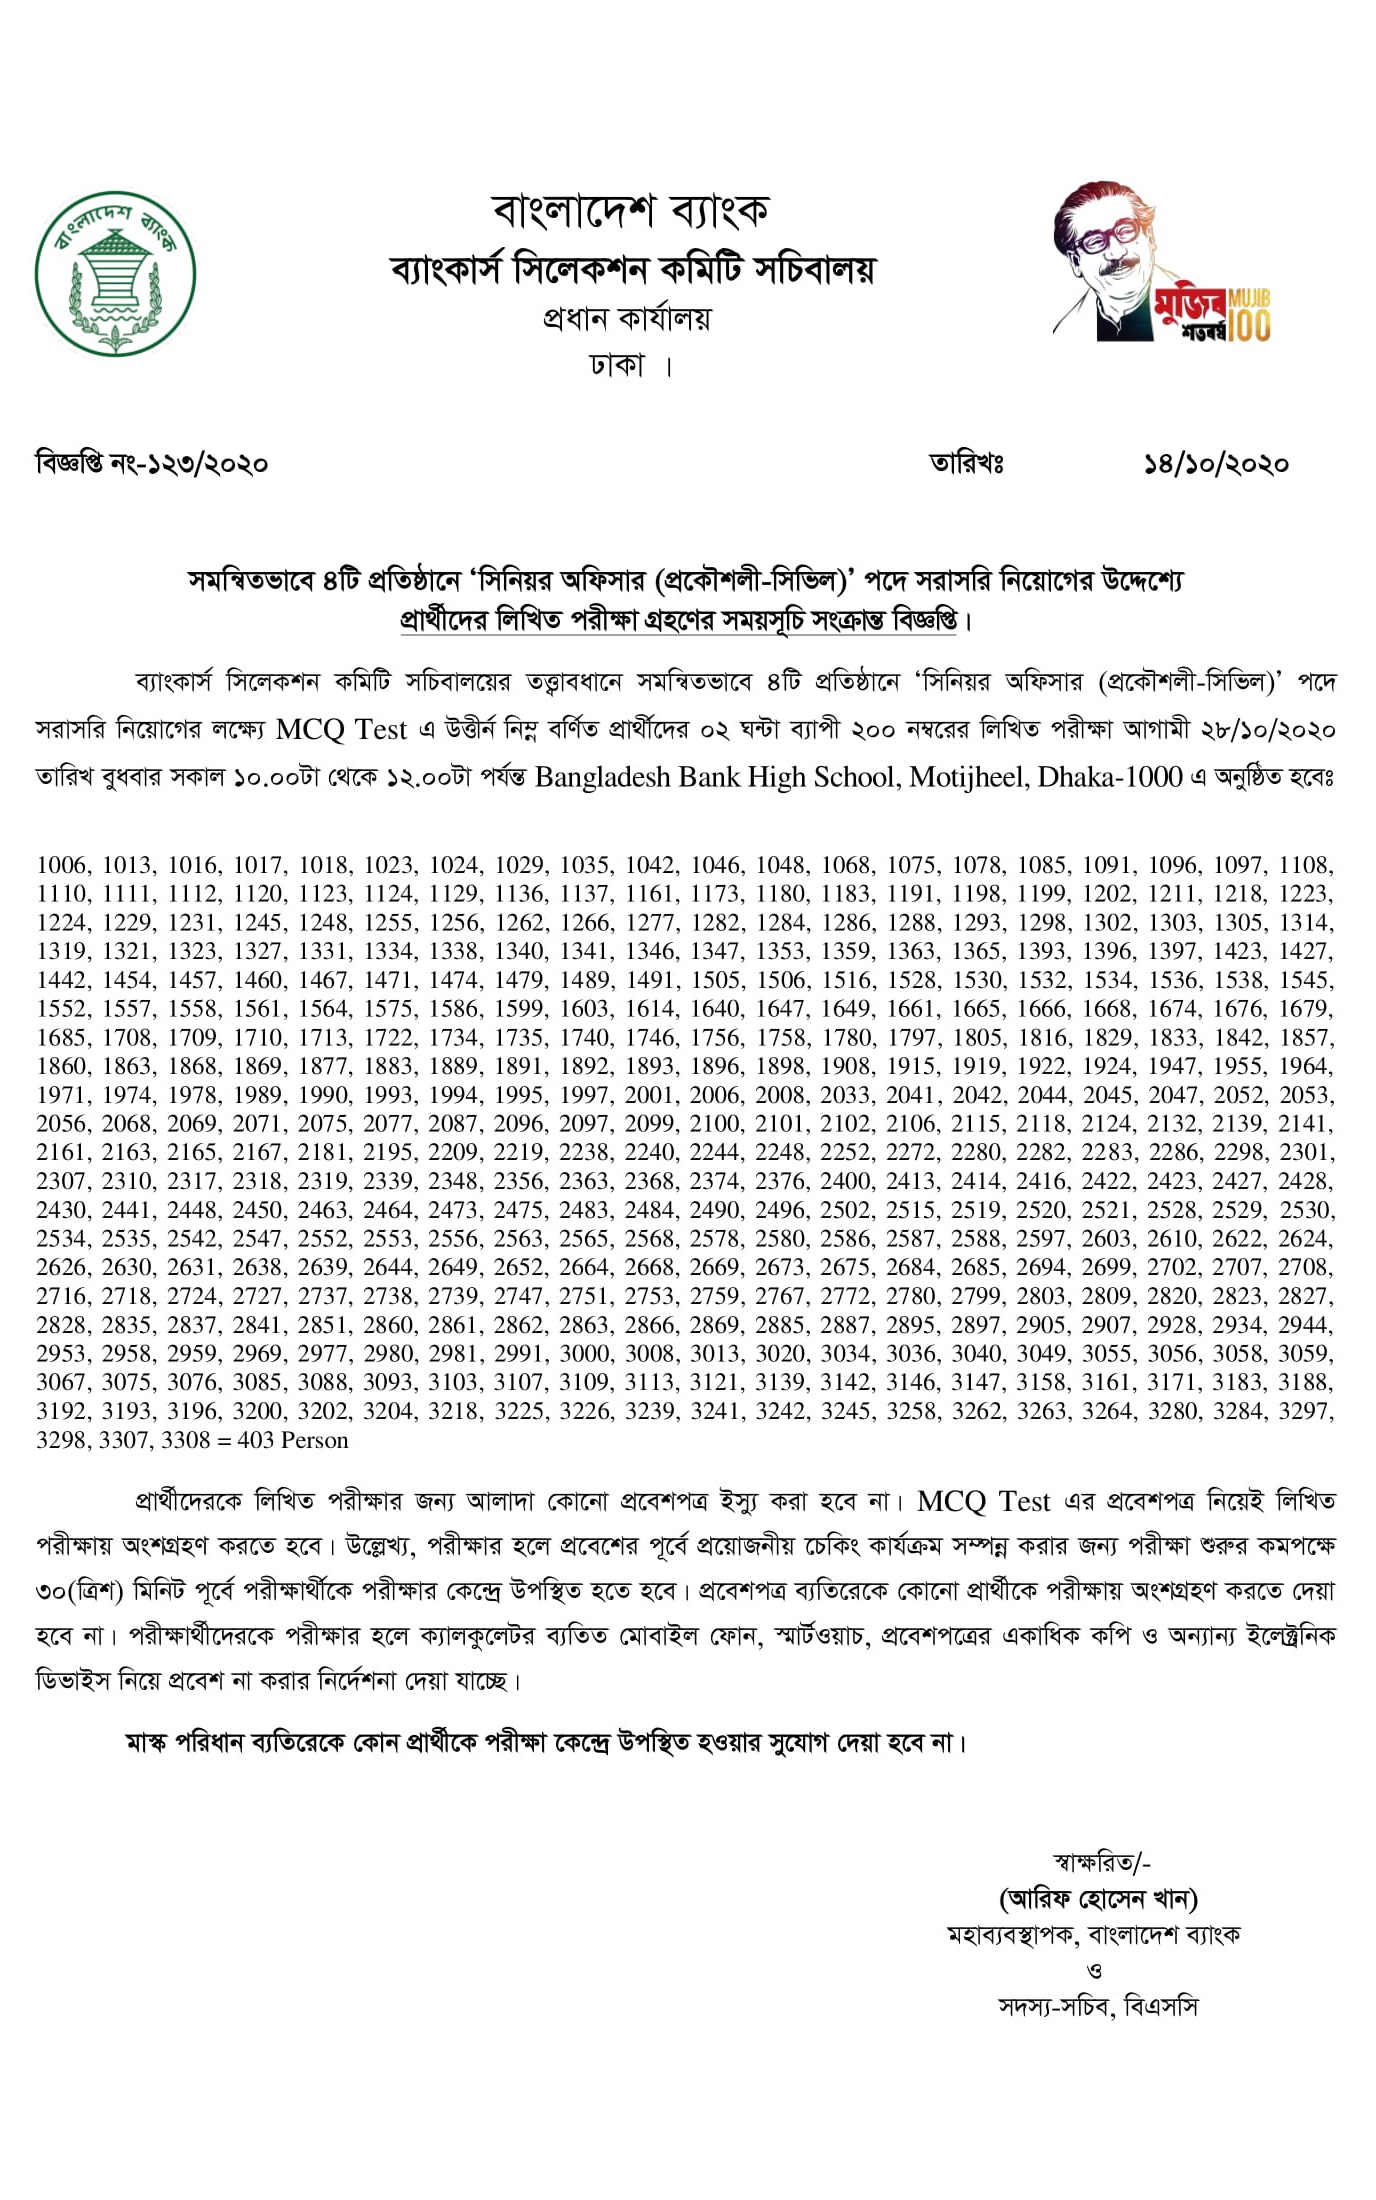 বাংলাদেশ ব্যাংক
বাংলাদেশ ব্যাংক
ব্যাংকার্স সিলেকশন কমিটি সচিবালয়
প্রধান কার্যালয়
ঢাকা ।
মুজিব MUJIB
শতবর্ষ 100
বিজ্ঞপ্তি নং-১২৩/২০২০ তারিখঃ ১৪/১০/২০২০
সমন্বিতভাবে ৪টি প্রতিষ্ঠানে ‘সিনিয়র অফিসার (প্রকৌশলী-সিভিল)’ পদে সরাসরি নিয়োগের উদ্দেশ্যে
প্রার্থীদের লিখিত পরীক্ষা গ্রহণের সময়সূচি সংক্রান্ত বিজ্ঞপ্তি।
ব্যাংকার্স সিলেকশন কমিটি সচিবালয়ের তত্ত্বাবধানে সমন্বিতভাবে ৪টি প্রতিষ্ঠানে ‘সিনিয়র অফিসার (প্রকৌশলী-সিভিল)’ পদে
সরাসরি নিয়োগের লক্ষ্যে MCQ Test এ উত্তীর্ন নিম্ন বর্ণিত প্রার্থীদের ০২ ঘন্টা ব্যাপী ২০০ নম্বরের লিখিত পরীক্ষা আগামী ২৮/১০/২০২০
তারিখ বুধবার সকাল ১০.০০টা থেকে ১২.০০টা পর্যন্ত Bangladesh Bank High School, Motijheel, Dhaka-1000 এ অনুষ্ঠিত হবেঃ
1006, 1013, 1016, 1017, 1018, 1023, 1024, 1029, 1035, 1042, 1046, 1048, 1068, 1075, 1078, 1085, 1091, 1096, 1097, 1108,
1110, 1111, 1112, 1120, 1123, 1124, 1129, 1136, 1137, 1161, 1173, 1180, 1183, 1191, 1198, 1199, 1202, 1211, 1218, 1223,
1224, 1229, 1231, 1245, 1248, 1255, 1256, 1262, 1266, 1277, 1282, 1284, 1286, 1288, 1293, 1298, 1302, 1303, 1305, 1314,
1319, 1321, 1323, 1327, 1331, 1334, 1338, 1340, 1341, 1346, 1347, 1353, 1359, 1363, 1365, 1393, 1396, 1397, 1423, 1427,
1442, 1454, 1457, 1460, 1467, 1471, 1474, 1479, 1489, 1491, 1505, 1506, 1516, 1528, 1530, 1532, 1534, 1536, 1538, 1545,
1552, 1557, 1558, 1561, 1564, 1575, 1586, 1599, 1603, 1614, 1640, 1647, 1649, 1661, 1665, 1666, 1668, 1674, 1676, 1679,
1685, 1708, 1709, 1710, 1713, 1722, 1734, 1735, 1740, 1746, 1756, 1758, 1780, 1797, 1805, 1816, 1829, 1833, 1842, 1857,
1860, 1863, 1868, 1869, 1877, 1883, 1889, 1891, 1892, 1893, 1896, 1898, 1908, 1915, 1919, 1922, 1924, 1947, 1955, 1964,
1971, 1974, 1978, 1989, 1990, 1993, 1994, 1995, 1997, 2001, 2006, 2008, 2033, 2041, 2042, 2044, 2045, 2047, 2052, 2053,
2056, 2068, 2069, 2071, 2075, 2077, 2087, 2096, 2097, 2099, 2100, 2101, 2102, 2106, 2115, 2118, 2124, 2132, 2139, 2141,
2161, 2163, 2165, 2167, 2181, 2195, 2209, 2219, 2238, 2240, 2244, 2248, 2252, 2272, 2280, 2282, 2283, 2286, 2298, 2301,
2307, 2310, 2317, 2318, 2319, 2339, 2348, 2356, 2363, 2368, 2374, 2376, 2400, 2413, 2414, 2416, 2422, 2423, 2427, 2428,
2430, 2441, 2448, 2450, 2463, 2464, 2473, 2475, 2483, 2484, 2490, 2496, 2502, 2515, 2519, 2520, 2521, 2528, 2529, 2530,
2534, 2535, 2542, 2547, 2552, 2553, 2556, 2563, 2565, 2568, 2578, 2580, 2586, 2587, 2588, 2597, 2603, 2610, 2622, 2624,
2626, 2630, 2631, 2638, 2639, 2644, 2649, 2652, 2664, 2668, 2669, 2673, 2675, 2684, 2685, 2694, 2699, 2702, 2707, 2708,
2716, 2718, 2724, 2727, 2737, 2738, 2739, 2747, 2751, 2753, 2759, 2767, 2772, 2780, 2799, 2803, 2809, 2820, 2823, 2827,
2828, 2835, 2837, 2841, 2851, 2860, 2861, 2862, 2863, 2866, 2869, 2885, 2887, 2895, 2897, 2905, 2907, 2928, 2934, 2944,
2953, 2958, 2959, 2969, 2977, 2980, 2981, 2991, 3000, 3008, 3013, 3020, 3034, 3036, 3040, 3049, 3055, 3056, 3058, 3059,
3067, 3075, 3076, 3085, 3088, 3093, 3103, 3107, 3109, 3113, 3121, 3139, 3142, 3146, 3147, 3158, 3161, 3171, 3183, 3188,
3192, 3193, 3196, 3200, 3202, 3204, 3218, 3225, 3226, 3239, 3241, 3242, 3245, 3258, 3262, 3263, 3264, 3280, 3284, 3297,
3298, 3307, 3308 = 403 Person
প্রার্থীদেরকে লিখিত পরীক্ষার জন্য আলাদা কোনো প্রবেশপত্র ইস্যু করা হবে না। MCQ Test এর প্রবেশপত্র নিয়েই লিখিত
পরীক্ষায় অংশগ্রহণ করতে হবে। উল্লেখ্য, পরীক্ষার হলে প্রবেশের পূর্বে প্রয়োজনীয় চেকিং কার্যক্রম সম্পন্ন করার জন্য পরীক্ষা শুরুর কমপক্ষে
৩০(ত্রিশ) মিনিট পূর্বে পরীক্ষার্থীকে পরীক্ষার কেন্দ্রে উপস্থিত হতে হবে। প্রবেশপত্র ব্যতিরেকে কোনো প্রার্থীকে পরীক্ষায় অংশগ্রহণ করতে দেয়া
হবে না। পরীক্ষার্থীদেরকে পরীক্ষার হলে ক্যালকুলেটর ব্যতিত মোবাইল ফোন, স্মার্টওয়াচ, প্রবেশপত্রের একাধিক কপি ও অন্যান্য ইলেক্ট্রনিক
ডিভাইস নিয়ে প্রবেশ না করার নির্দেশনা দেয়া যাচ্ছে।
মাস্ক পরিধান ব্যতিরেকে কোন প্রার্থীকে পরীক্ষা কেন্দ্রে উপস্থিত হওয়ার সুযোগ দেয়া হবে না।
স্বাক্ষরিত/-
(আরিফ হোসেন খান)
মহাব্যবস্থাপক, বাংলাদেশ ব্যাংক
ও
সদস্য-সচিব, বিএসসি